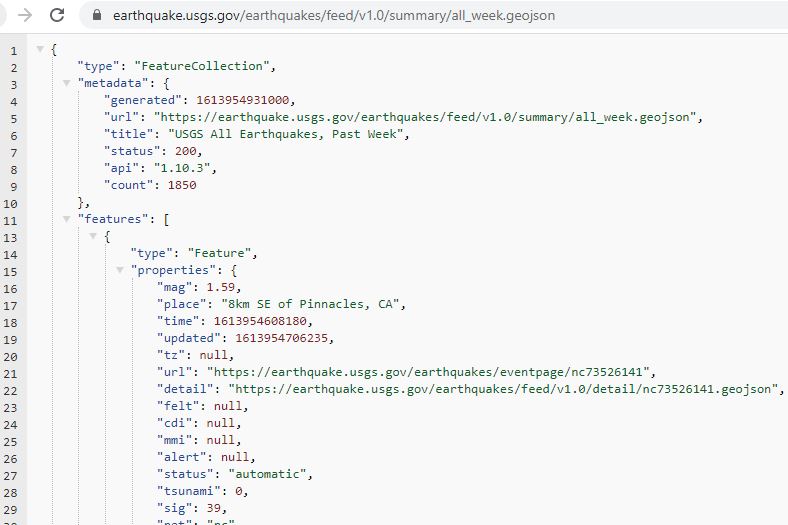 earthquake.usgs.gov/earthquakes/feed/v1.0/summary/all_week.geojson
1 {
2 "type": "FeatureCollection",
3 "metadata": {
4 "generated": 1613954931000,
5 "url": "https://earthquake.usgs.gov/earthquakes/feed/v1.0/summary/all_week.geojson",
6 "title": "USGS All Earthquakes, Past Week",
7 "status": 200,
8 "api": "1.10.3",
9 "count": 1850
10 },
11 "features": [
13 {
14 "type": "Feature",
15 "properties": {
16 "mag": 1.59,
17 "place": "8km SE of Pinnacles, CA",
18 "time": 1613954608180,
19 "updated": 1613954706235,
20 "tz": null,
21 "url": "https://earthquake.usgs.gov/earthquakes/eventpage/nc73526141",
22 "detail": "https://earthquake.usgs.gov/earthquakes/feed/v1.0/detail/nc73526141.geojson",
23 "felt": null,
24 "cdi": null,
25 "mmi": null,
26 "alert": null,
27 "status": "automatic",
28 "tsunami": 0,
29 "sig": 39,